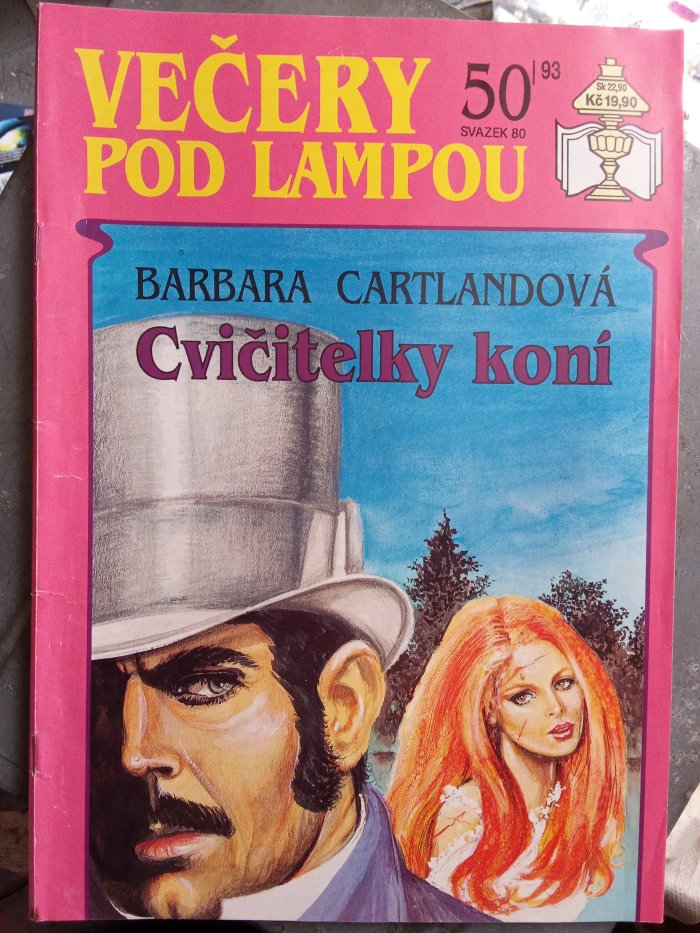 VEČERY
POD LAMPOU
50/93
SVAZEK 80
Sk 22,90
Kč 19,90
BARBARA CARTLANDOVÁ
Cvičitelky koní